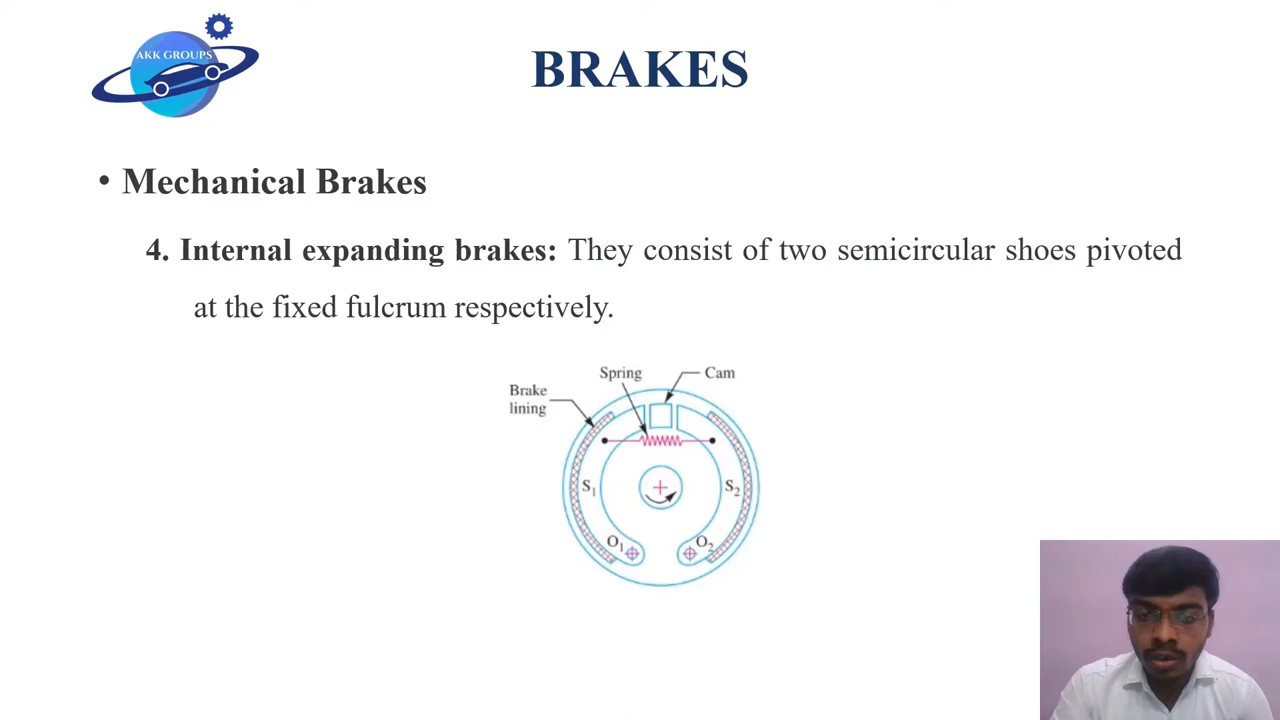 AKK GROUPS
BRAKES
• Mechanical Brakes
4. Internal expanding brakes: They consist of two semicircular shoes pivoted
at the fixed fulcrum respectively.
Spring
Cam
Brake
lining
S1
S2
O1
O2